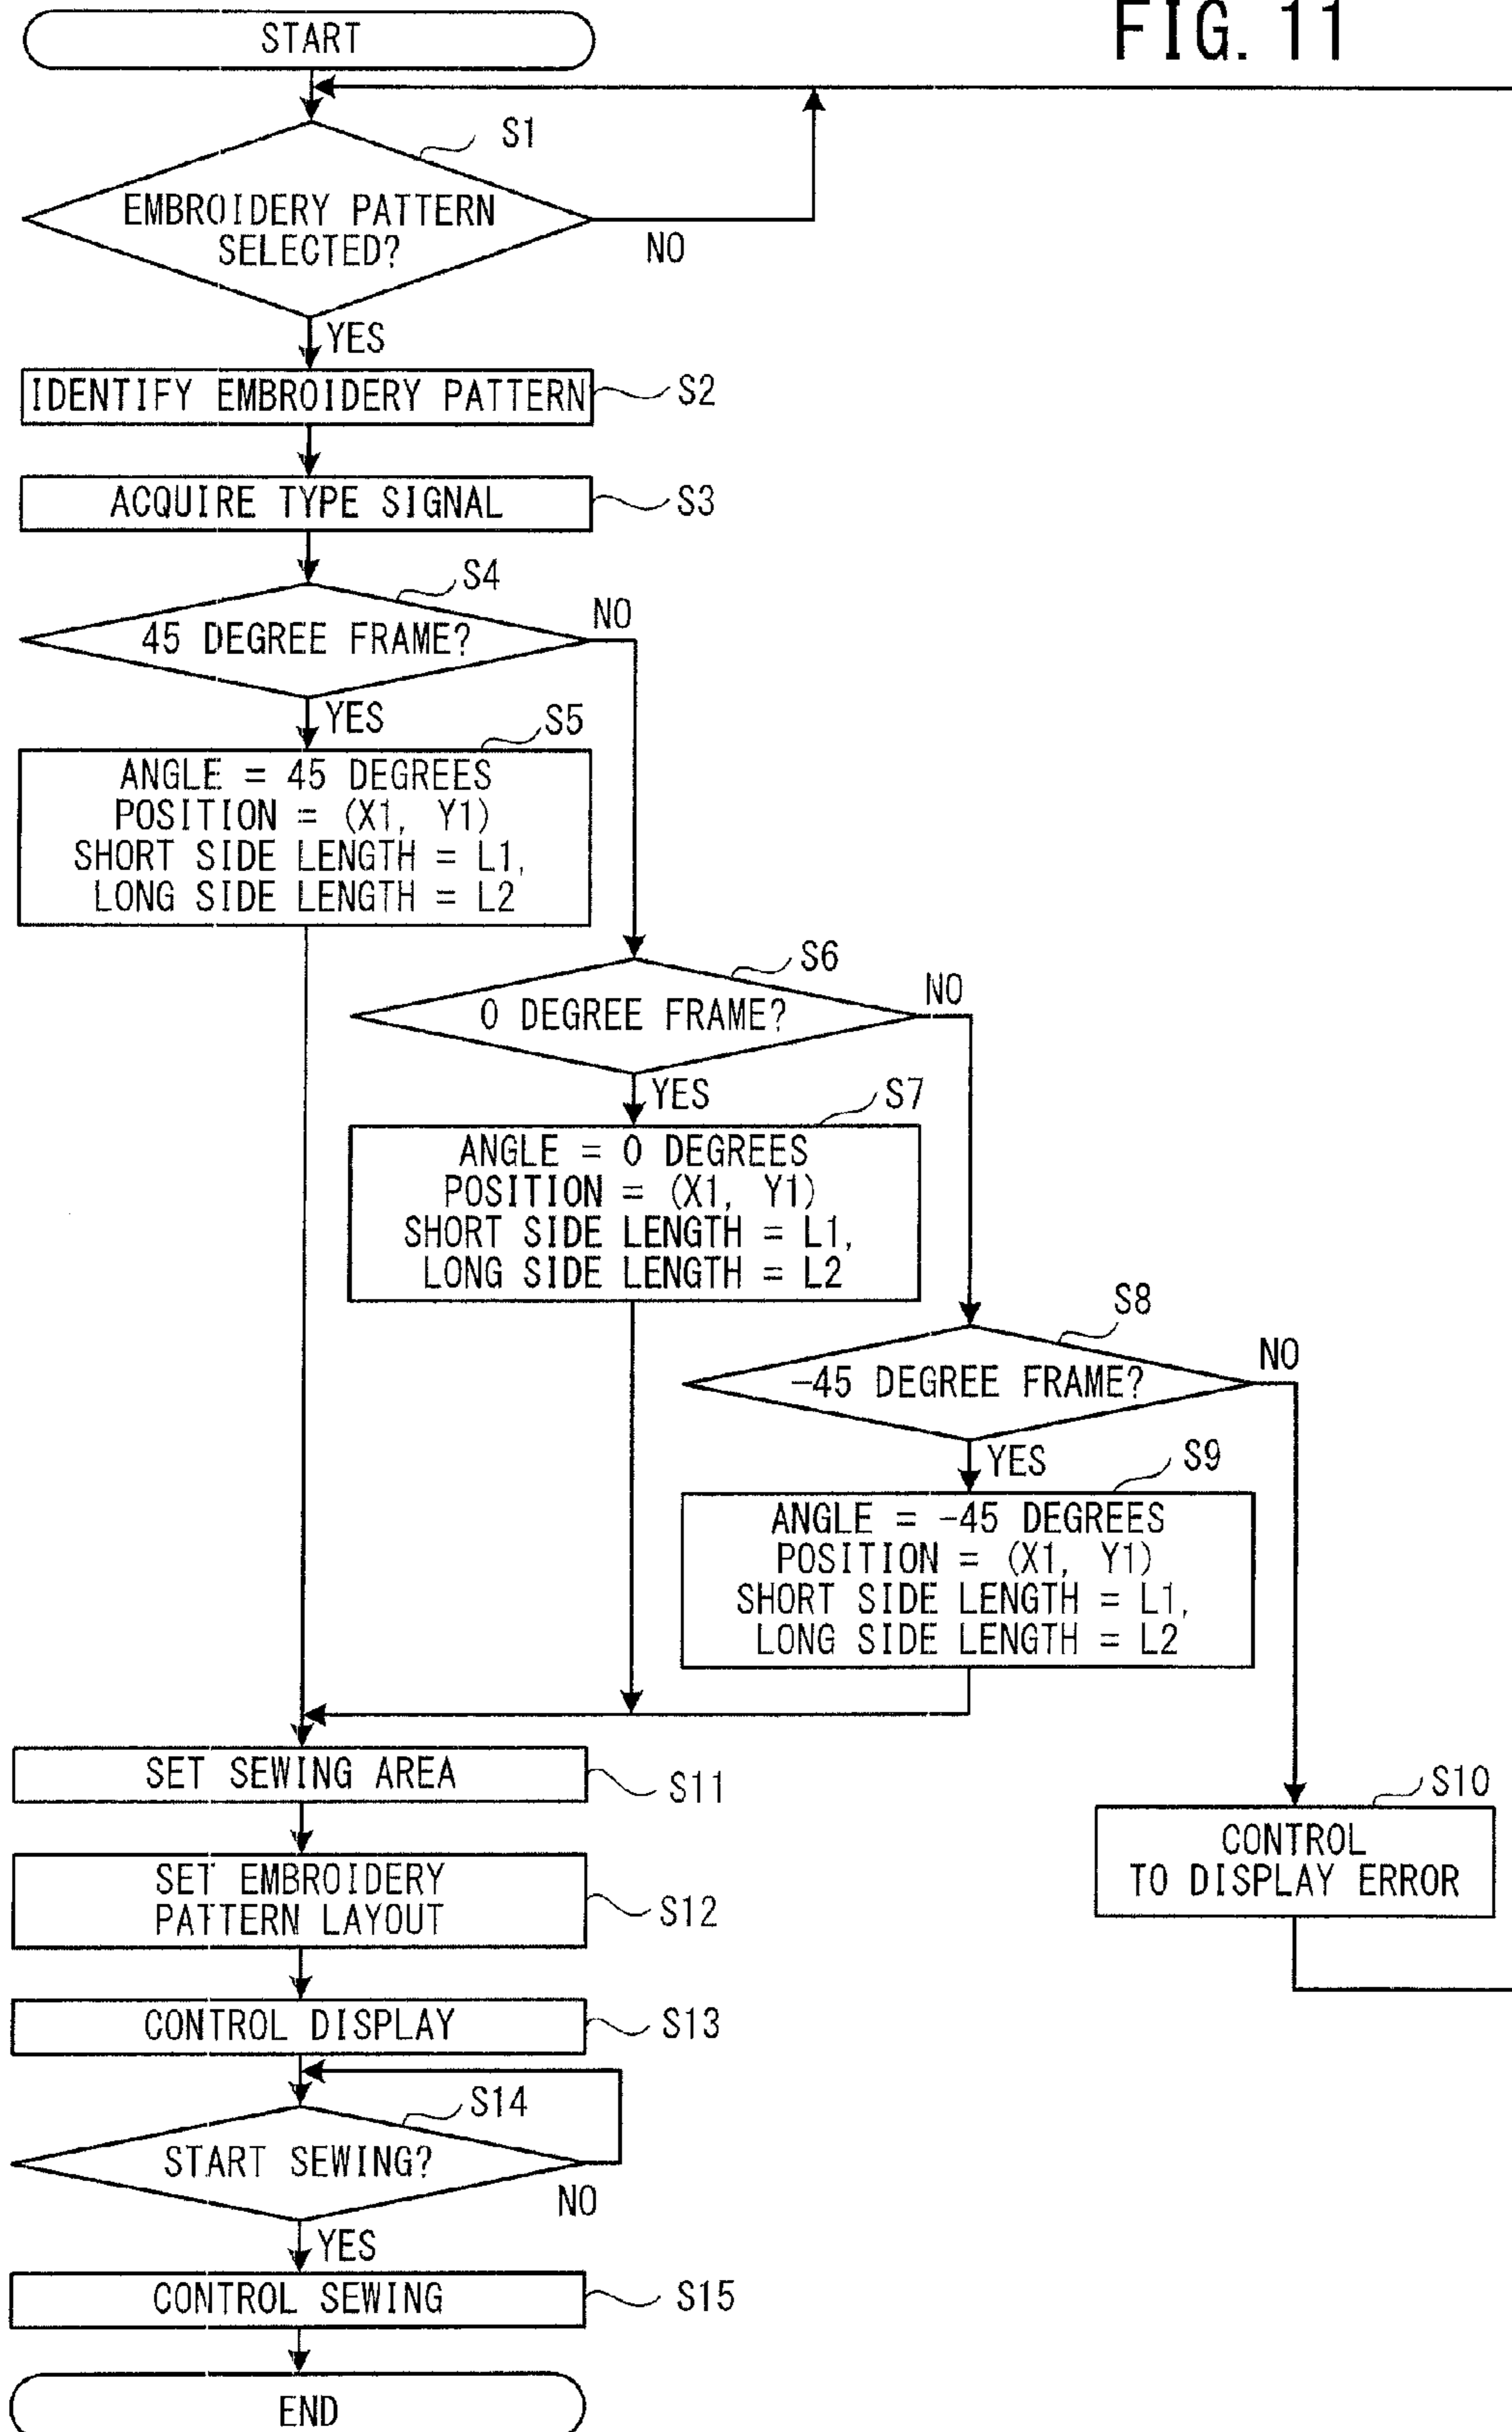 FIG. 11
START
S1
EMBROIDERY PATTERN
SELECTED?
NO
YES
IDENTIFY EMBROIDERY PATTERN
S2
ACQUIRE TYPE SIGNAL
S3
S4
45 DEGREE FRAME?
NO
YES
S5
ANGLE = 45 DEGREES
POSITION = (X1, Y1)
SHORT SIDE LENGTH = L1,
LONG SIDE LENGTH = L2
S6
0 DEGREE FRAME?
NO
YES
S7
ANGLE = 0 DEGREES
POSITION = (X1, Y1)
SHORT SIDE LENGTH = L1,
LONG SIDE LENGTH = L2
S8
-45 DEGREE FRAME?
NO
YES
S9
ANGLE = -45 DEGREES
POSITION = (X1, Y1)
SHORT SIDE LENGTH = L1,
LONG SIDE LENGTH = L2
S10
CONTROL
TO DISPLAY ERROR
SET SEWING AREA
S11
SET EMBROIDERY
PATTERN LAYOUT
S12
CONTROL DISPLAY
S13
S14
START SEWING?
NO
YES
CONTROL SEWING
S15
END